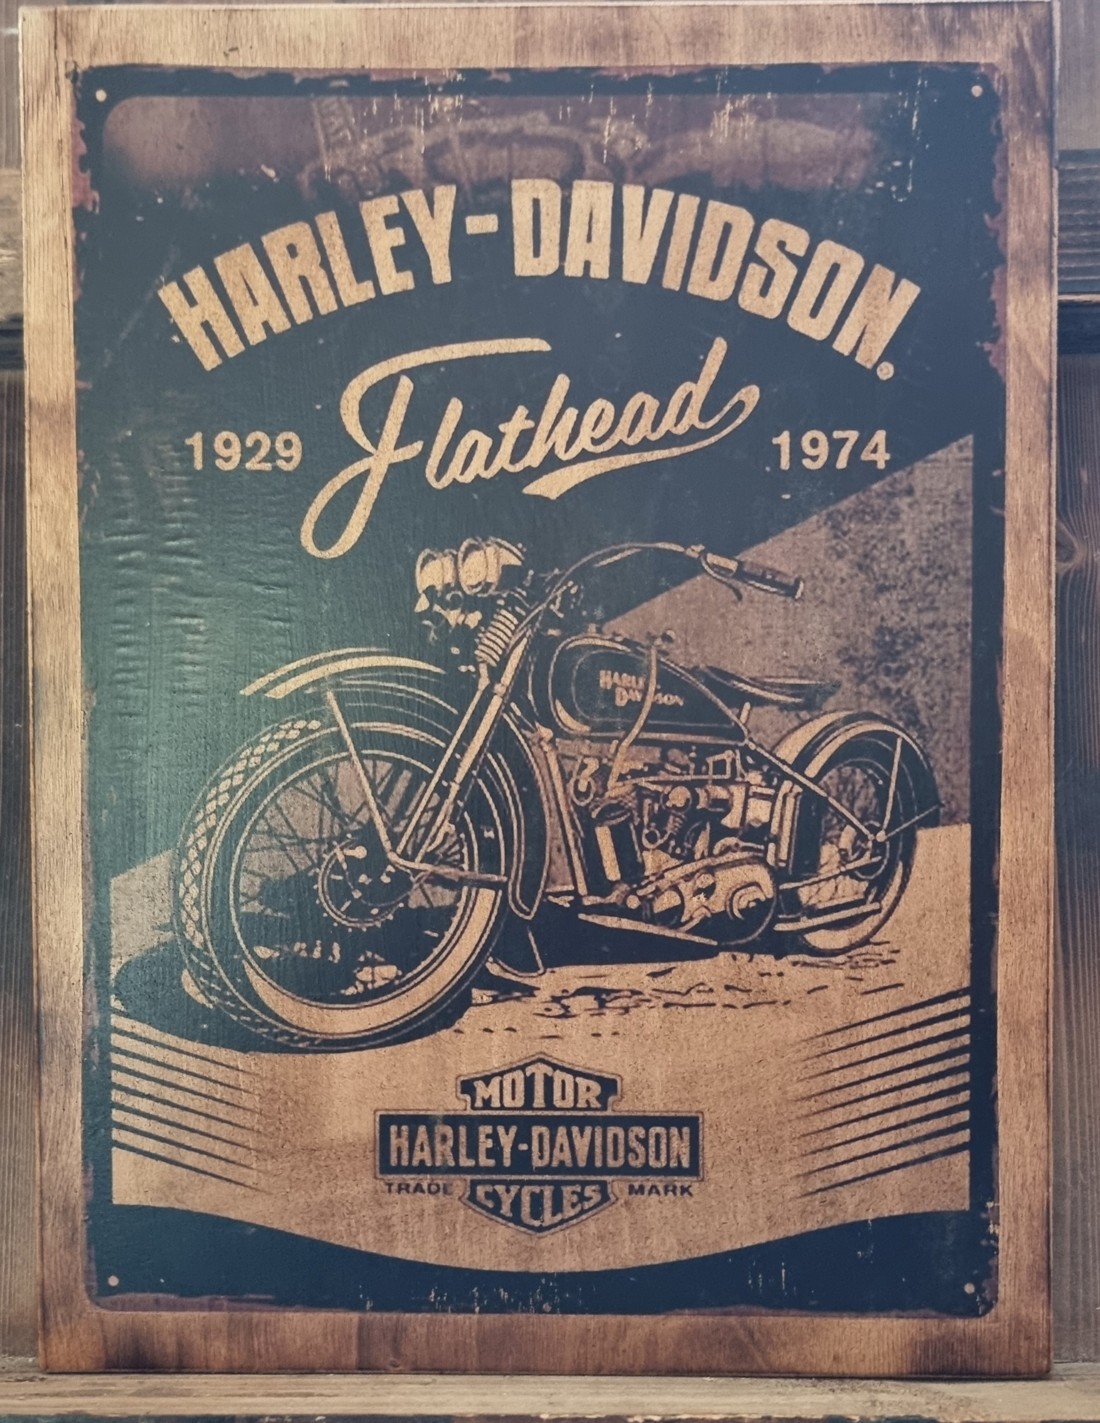 HARLEY-DAVIDSON®
Flathead
1929 1974
HARLEY
DAVIDSON
MOTOR
HARLEY-DAVIDSON
TRADE MARK
CYCLES